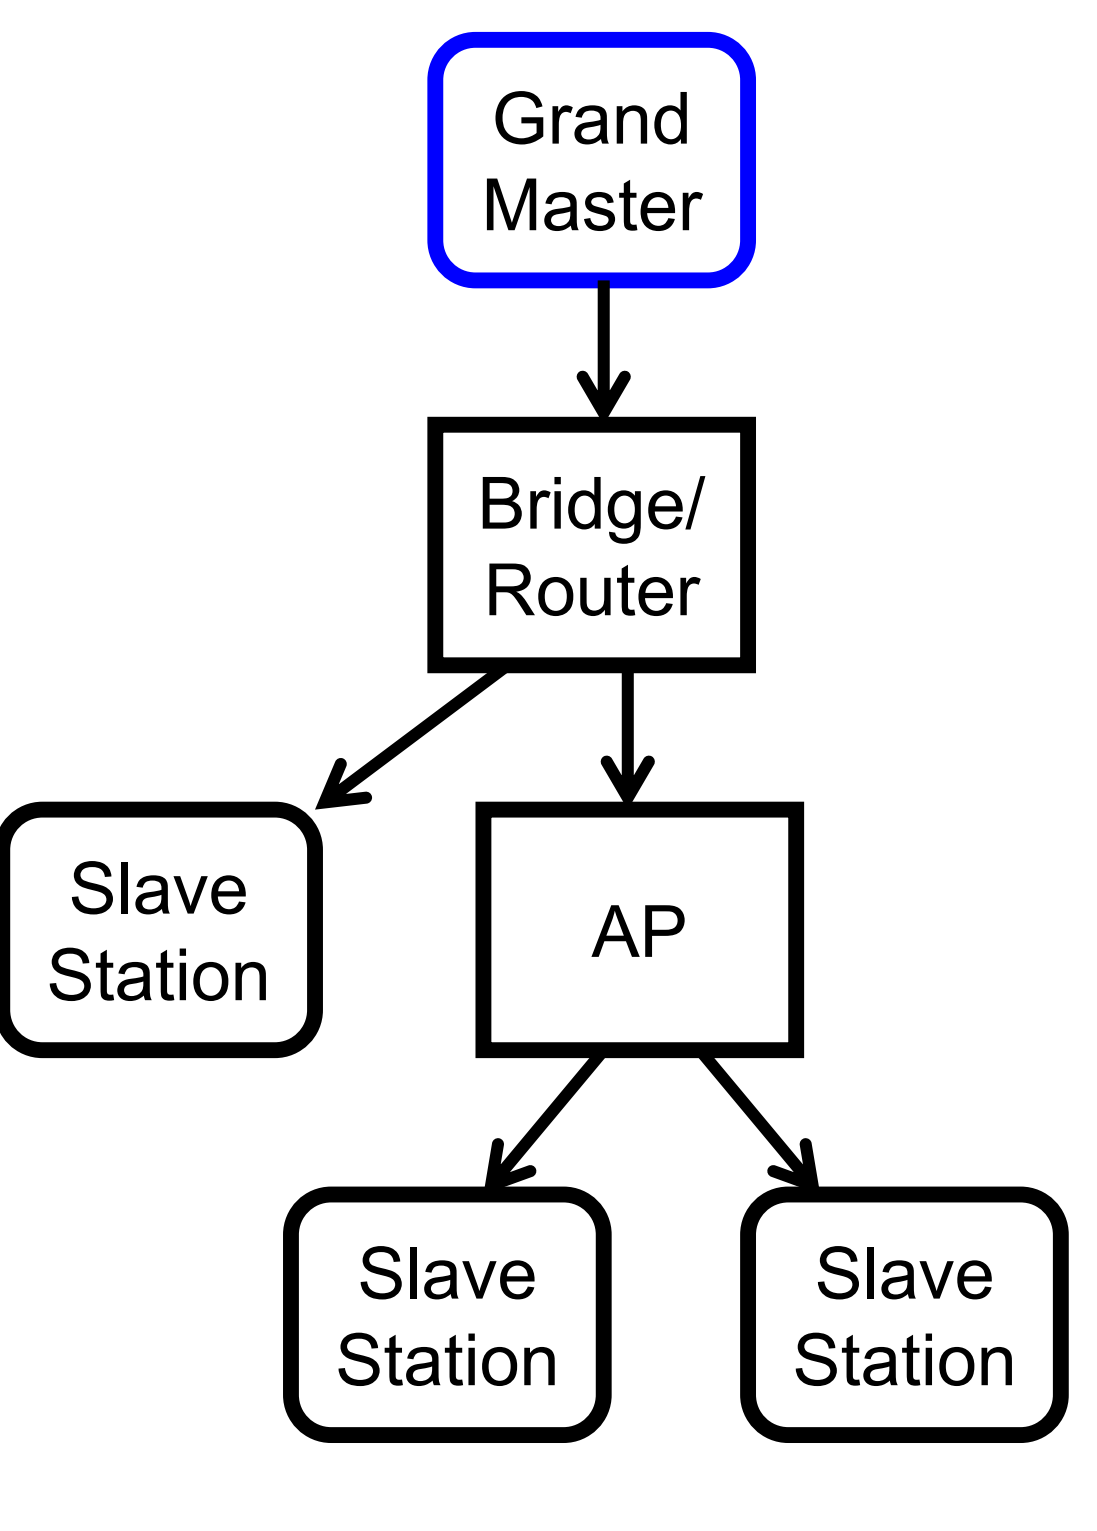 Grand
Master
Bridge/
Router
Slave
Station
AP
Slave
Station
Slave
Station